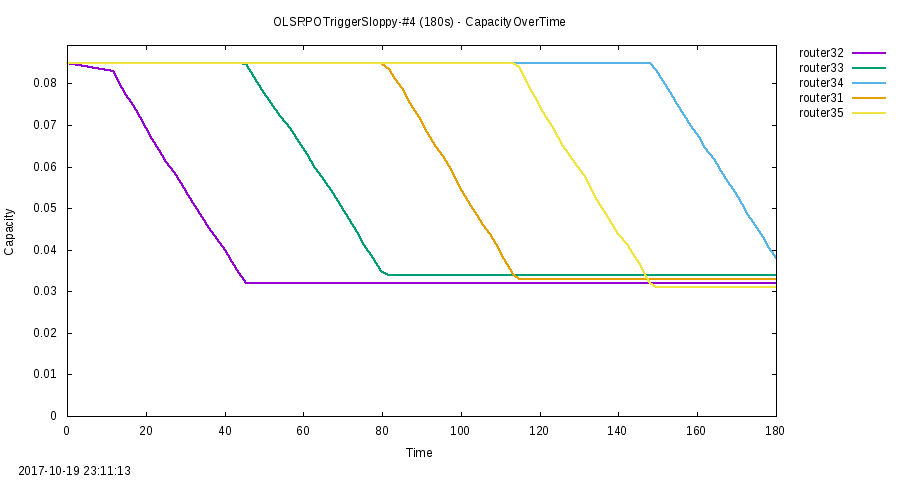 OLSRPOTriggerSloppy-#4 (180s) - CapacityOverTime
router32
router33
router34
router31
router35
Capacity
0.08
0.07
0.06
0.05
0.04
0.03
0.02
0.01
0
0 20 40 60 80 100 120 140 160 180
Time
2017-10-19 23:11:13